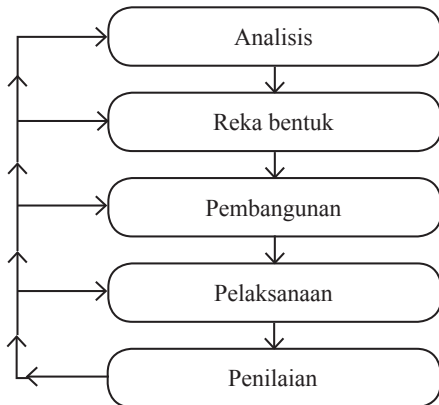 Analisis
Reka bentuk
Pembangunan
Pelaksanaan
Penilaian